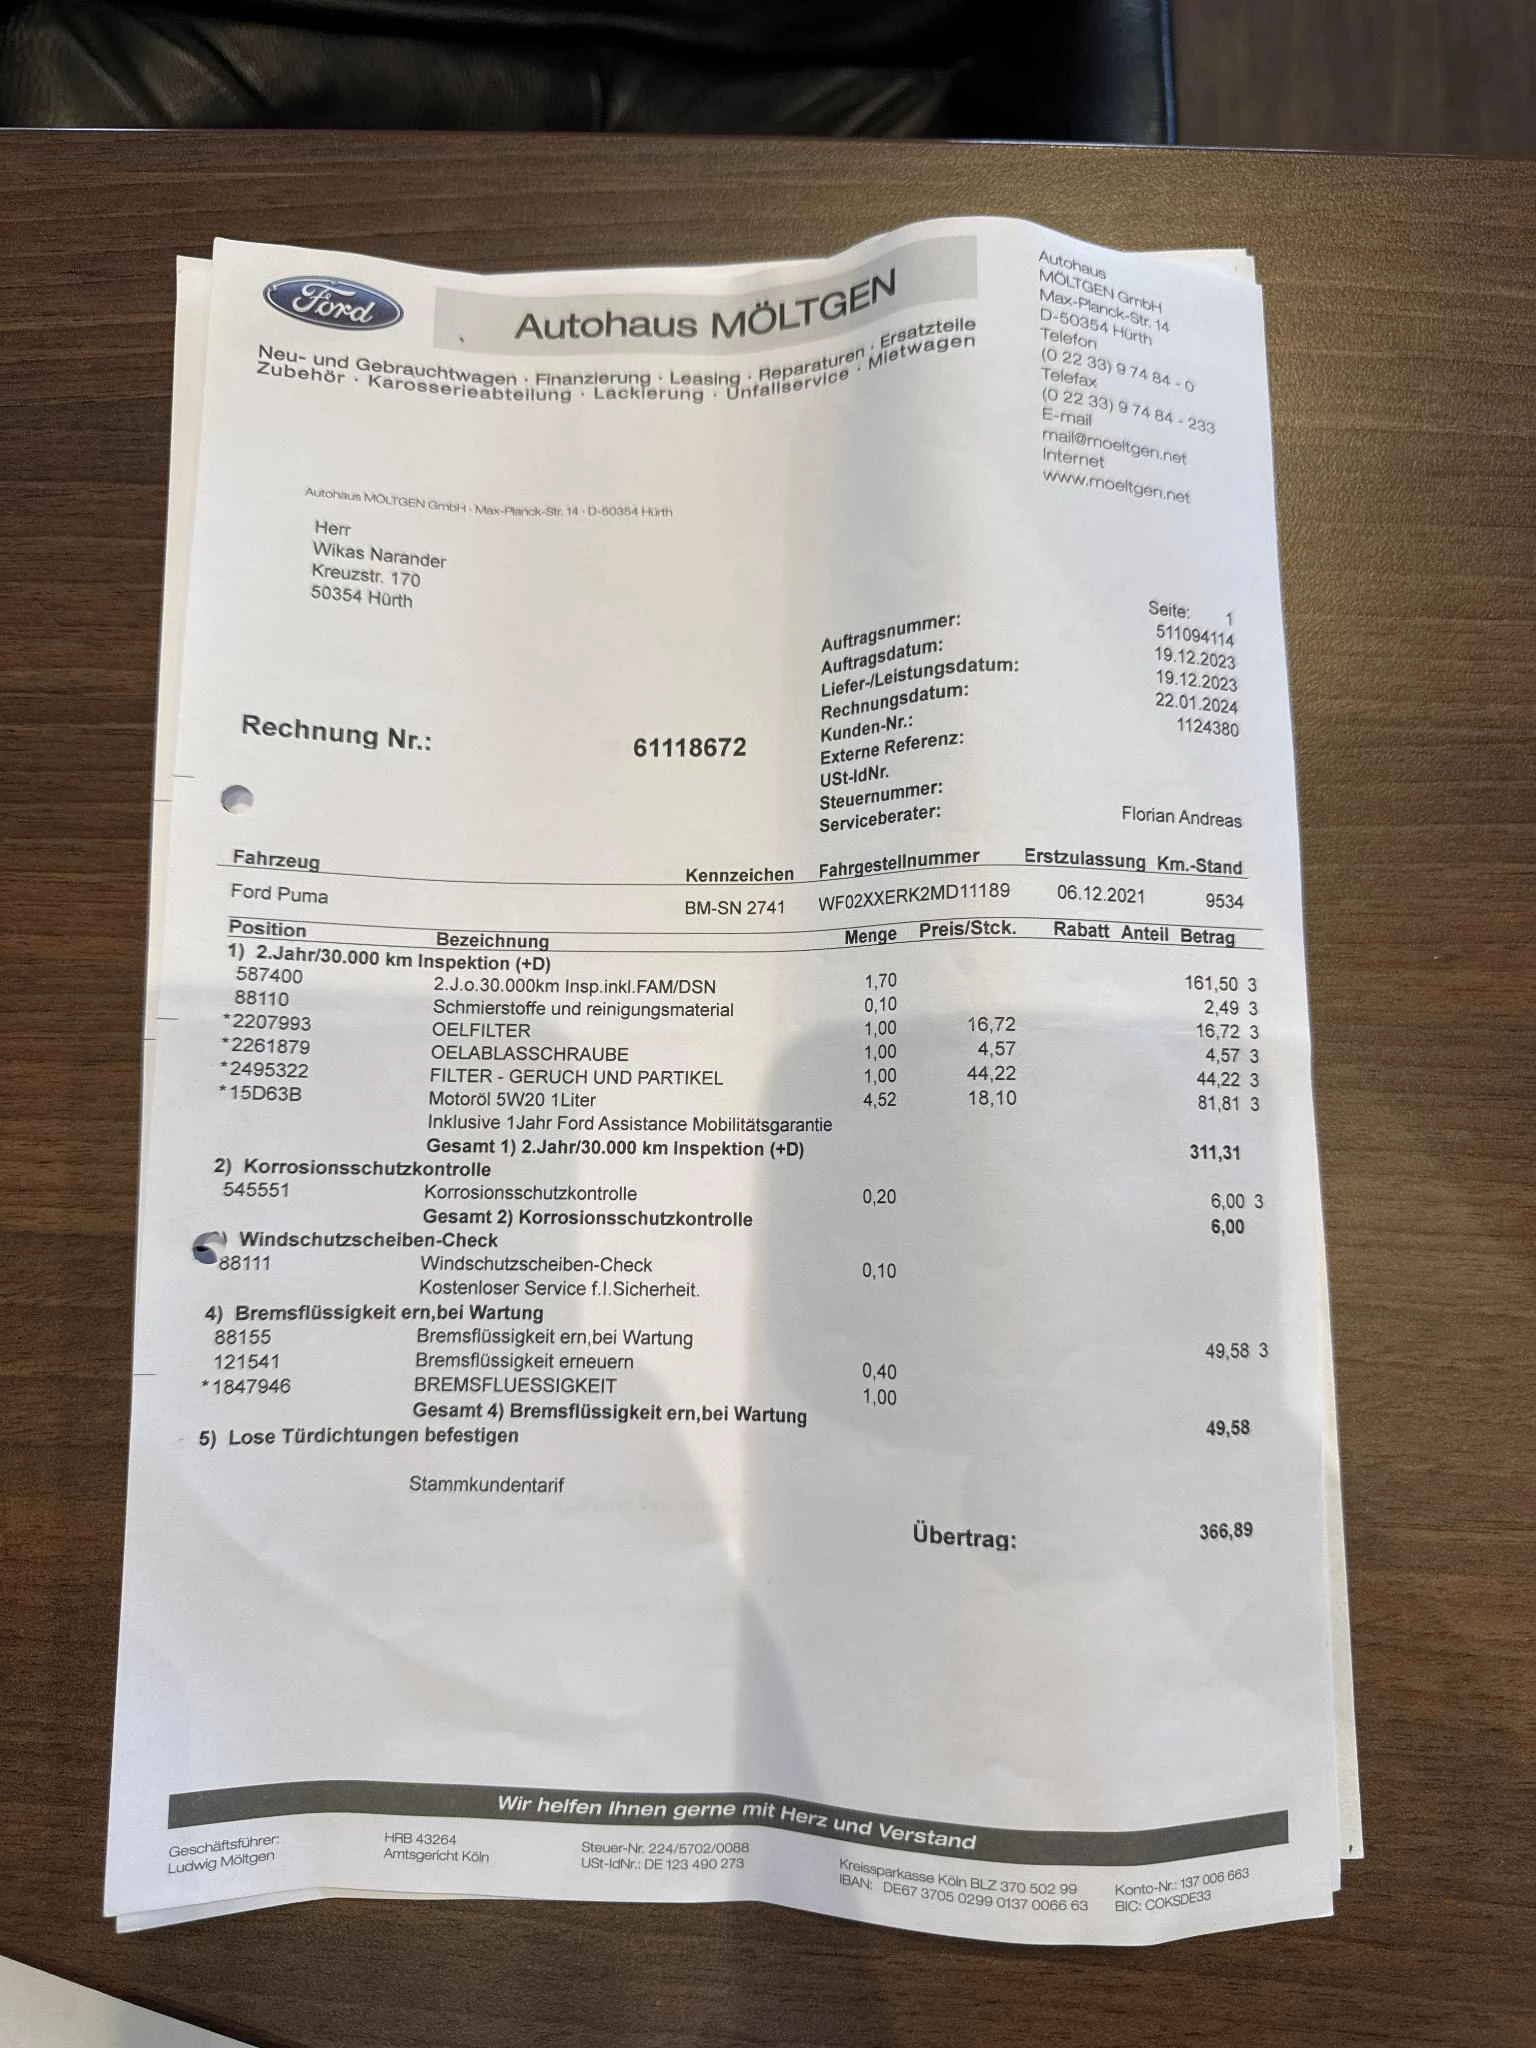 Ford
Autohaus MÖLTGEN
Neu- und Gebrauchtwagen · Finanzierung · Leasing · Reparaturen · Ersatzteile
Zubehör · Karosserieabteilung · Lackierung · Unfallservice · Mietwagen
Autohaus
MÖLTGEN GmbH
Max-Planck-Str. 14
D-50354 Hürth
Telefon
(0 22 33) 9 74 84 - 0
Telefax
(0 22 33) 9 74 84 - 233
E-mail
mail@moeltgen.net
Internet
www.moeltgen.net
Autohaus MÖLTGEN GmbH · Max-Planck-Str. 14 · D-50354 Hürth
Herr
Wikas Narander
Kreuzstr. 170
50354 Hürth
Seite: 1
Auftragsnummer: 511094114
Auftragsdatum: 19.12.2023
Liefer-/Leistungsdatum: 19.12.2023
Rechnungsdatum: 22.01.2024
Kunden-Nr.: 1124380
Externe Referenz:
USt-IdNr.
Steuernummer:
Serviceberater: Florian Andreas
Rechnung Nr.: 61118672
Fahrzeug Kennzeichen Fahrgestellnummer Erstzulassung Km.-Stand
Ford Puma BM-SN 2741 WF02XXERK2MD11189 06.12.2021 9534
Position Bezeichnung Menge Preis/Stck. Rabatt Anteil Betrag
1) 2.Jahr/30.000 km Inspektion (+D)
587400 2.J.o.30.000km Insp.inkl.FAM/DSN 1,70 161,50 3
88110 Schmierstoffe und reinigungsmaterial 0,10 2,49 3
*2207993 OELFILTER 1,00 16,72 16,72 3
*2261879 OELABLASSCHRAUBE 1,00 4,57 4,57 3
*2495322 FILTER - GERUCH UND PARTIKEL 1,00 44,22 44,22 3
*15D63B Motoröl 5W20 1Liter 4,52 18,10 81,81 3
Inklusive 1Jahr Ford Assistance Mobilitätsgarantie
Gesamt 1) 2.Jahr/30.000 km Inspektion (+D) 311,31
2) Korrosionsschutzkontrolle
545551 Korrosionsschutzkontrolle 0,20 6,00 3
Gesamt 2) Korrosionsschutzkontrolle 6,00
) Windschutzscheiben-Check
88111 Windschutzscheiben-Check 0,10
Kostenloser Service f.I.Sicherheit.
4) Bremsflüssigkeit ern,bei Wartung
88155 Bremsflüssigkeit ern,bei Wartung 49,58 3
121541 Bremsflüssigkeit erneuern 0,40
*1847946 BREMSFLUESSIGKEIT 1,00
Gesamt 4) Bremsflüssigkeit ern,bei Wartung 49,58
5) Lose Türdichtungen befestigen
Stammkundentarif
Übertrag: 366,89
Wir helfen Ihnen gerne mit Herz und Verstand
Geschäftsführer:
Ludwig Möltgen
HRB 43264
Amtsgericht Köln
Steuer-Nr. 224/5702/0088
USt-IdNr.: DE 123 490 273
Kreissparkasse Köln BLZ 370 502 99 Konto-Nr.: 137 006 663
IBAN: DE67 3705 0299 0137 0066 63 BIC: COKSDE33